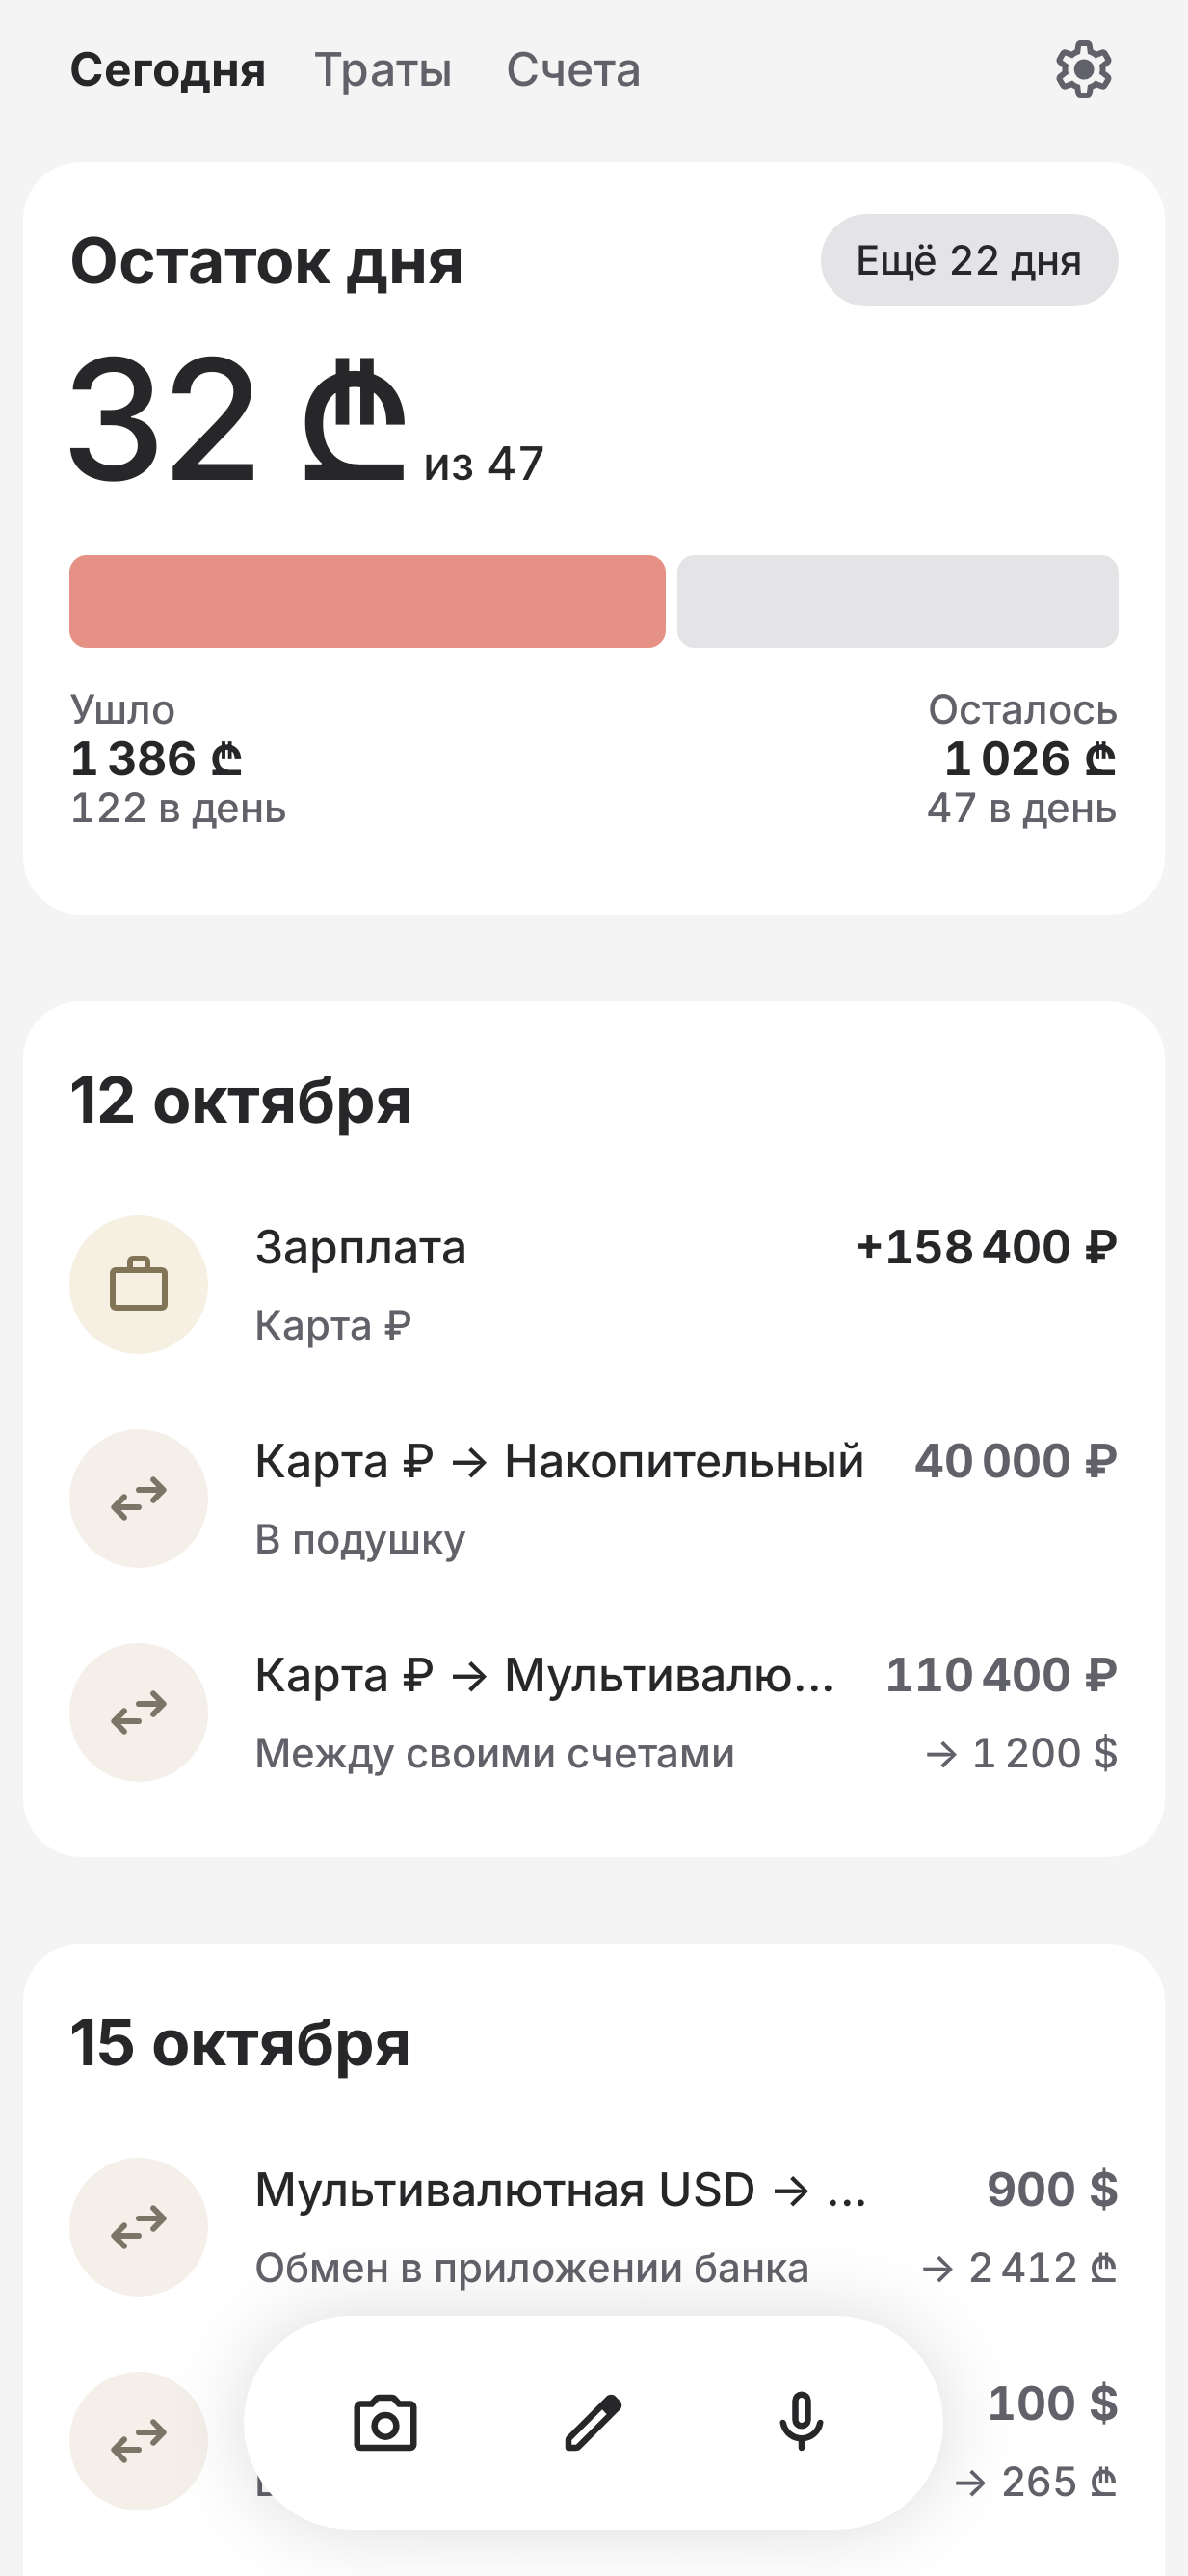 Сегодня Траты Счета
Остаток дня
Ещё 22 дня
32 ₾ из 47
Ушло Осталось
1 386 ₾ 1 026 ₾
122 в день 47 в день
12 октября
Зарплата +158 400 ₽
Карта ₽
Карта ₽ → Накопительный 40 000 ₽
В подушку
Карта ₽ → Мультивалю... 110 400 ₽
Между своими счетами → 1 200 $
15 октября
Мультивалютная USD → ... 900 $
Обмен в приложении банка → 2 412 ₾
100 $
→ 265 ₾